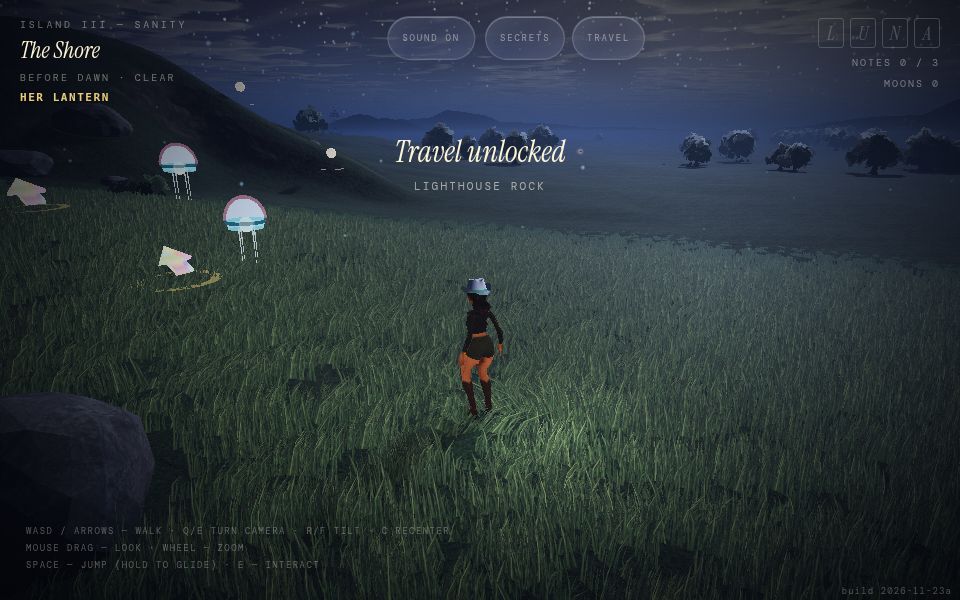 ISLAND III — SANITY
The Shore
BEFORE DAWN · CLEAR
HER LANTERN
SOUND ON
SECRETS
TRAVEL
L U N A
NOTES 0 / 3
MOONS 0
Travel unlocked
LIGHTHOUSE ROCK
WASD / ARROWS — WALK · Q/E TURN CAMERA · R/F TILT · C RECENTER
MOUSE DRAG — LOOK · WHEEL — ZOOM
SPACE — JUMP (HOLD TO GLIDE) · E — INTERACT
build 2026-11-23a